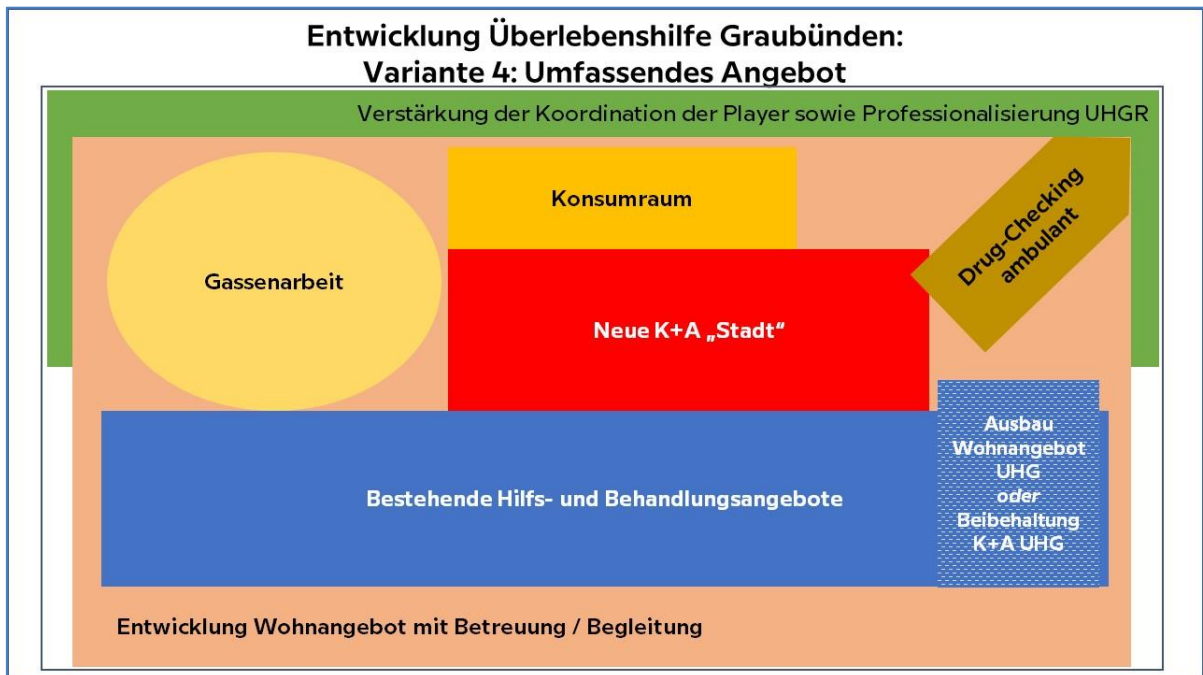 Entwicklung Überlebenshilfe Graubünden:
Variante 4: Umfassendes Angebot
Verstärkung der Koordination der Player sowie Professionalisierung UHGR
Konsumraum
Drug-Checking
ambulant
Gassenarbeit
Neue K+A „Stadt“
Ausbau
Wohnangebot
UHG
oder
Beibehaltung
K+A UHG
Bestehende Hilfs- und Behandlungsangebote
Entwicklung Wohnangebot mit Betreuung / Begleitung